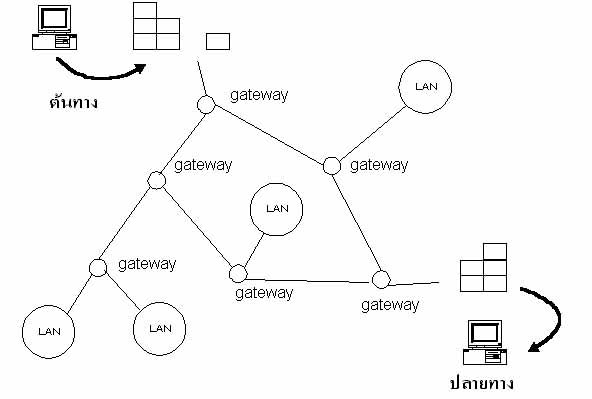 gateway
LAN
ต้นทาง
gateway
gateway
LAN
gateway
gateway
gateway
LAN
LAN
ปลายทาง